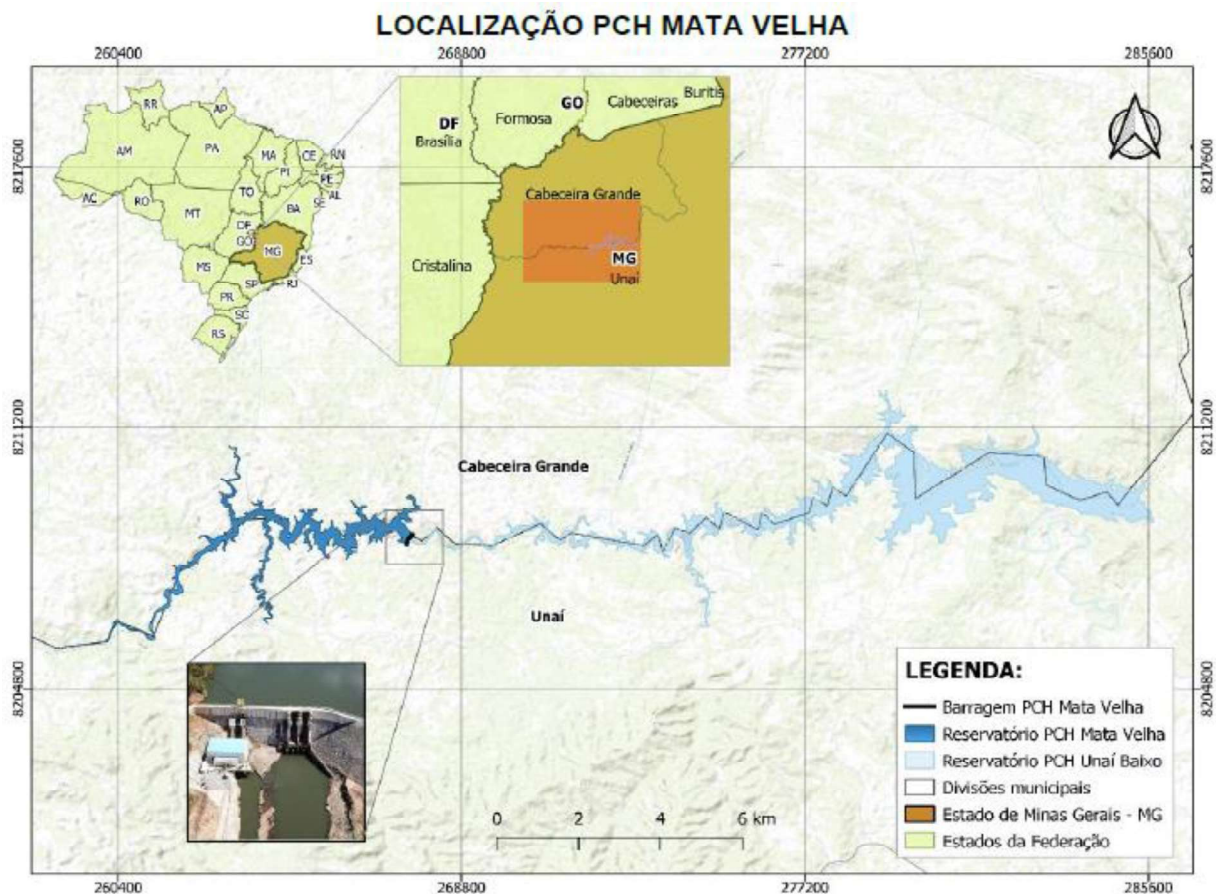 LOCALIZAÇÃO PCH MATA VELHA
260400 268800 277200 285600
8217600 8217600
8211200 8211200
8204800 8204800
RR AP
AM PA MA CE RN
PI PE
AC RO TO AL
SE
MT BA
DF
GO
MG
MS ES
SP RJ
PR
SC
RS
DF
Brasília
GO
Formosa
Cabeceiras
Buritis
Cabeceira Grande
Cristalina
MG
Unaí
Cabeceira Grande
Unaí
0 2 4 6 km
LEGENDA:
Barragem PCH Mata Velha
Reservatório PCH Mata Velha
Reservatório PCH Unaí Baixo
Divisões municipais
Estado de Minas Gerais - MG
Estados da Federação
260400 268800 277200 285600